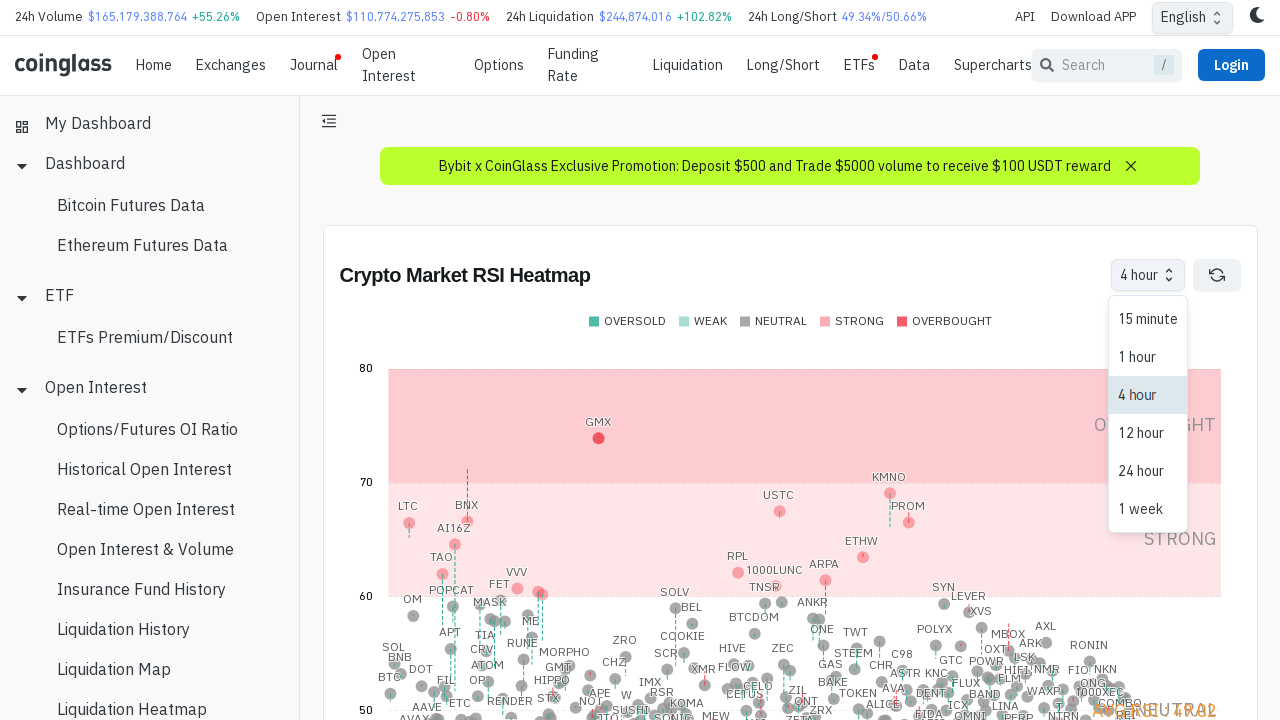 24h Volume $165,179,388,764 +55.26% Open Interest $110,774,275,853 -0.80% 24h Liquidation $244,874,016 +102.82% 24h Long/Short 49.34%/50.66% API Download APP English
coinglass Home Exchanges Journal Open Interest Options Funding Rate Liquidation Long/Short ETFs Data Supercharts Search / Login
My Dashboard
Dashboard
Bitcoin Futures Data
Ethereum Futures Data
ETF
ETFs Premium/Discount
Open Interest
Options/Futures OI Ratio
Historical Open Interest
Real-time Open Interest
Open Interest & Volume
Insurance Fund History
Liquidation History
Liquidation Map
Liquidation Heatmap
Bybit x CoinGlass Exclusive Promotion: Deposit $500 and Trade $5000 volume to receive $100 USDT reward
Crypto Market RSI Heatmap
4 hour
15 minute
1 hour
4 hour
12 hour
24 hour
1 week
OVERSOLD WEAK NEUTRAL STRONG OVERBOUGHT
80
GMX
70
KMNO
USTC
LTC BNX PROM
AI16Z
ETHW
STRONG
TAO RPL
ARPA
VVV 1000LUNC
FET TNSR SYN
POPCAT SOLV
60
LEVER
OM MASK ANKR
BEL XVS
ME BTCDOM
APT TIA COOKIE ONE TWT POLYX MBOX AXL
RUNE ZRO ARK
SOL CRV HIVE ZEC OXT RONIN
BNB MORPHO SCR STEEM C98 LSK
ATOM GMT CHZ XMR FLOW GAS CHR GTC POWR
BTC DOT ASTR KNC HIFI NMR FIO NKN
FIL OP HIPPO IMX CELO BAKE FLUX FLM ONG
ETC RENDER STX APE W RSR CETUS ZIL TOKEN AVA DENT BAND WAXP 1000XEC
AAVE NOT SUSHI KOMA ALICE ICX LINA COMBO
50 AVAX SONIC MEW ZETA ZRX FIDA OMNI PERP NTRN NEUTRAL